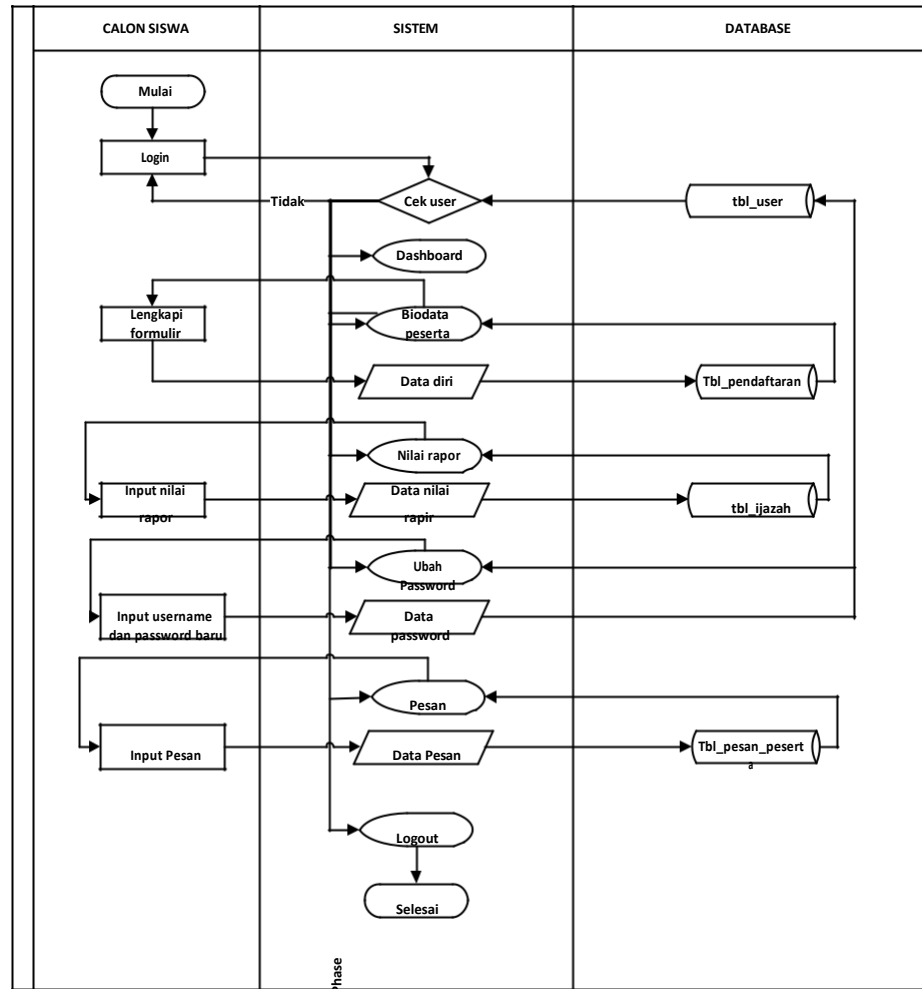 CALON SISWA
SISTEM
DATABASE
Mulai
Login
Tidak
Cek user
tbl_user
Dashboard
Lengkapi
formulir
Biodata
peserta
Data diri
Tbl_pendaftaran
Nilai rapor
Input nilai
rapor
Data nilai
rapir
tbl_ijazah
Ubah
Password
Input username
dan password baru
Data
password
Pesan
Input Pesan
Data Pesan
Tbl_pesan_pesert
a
Logout
Selesai
Phase